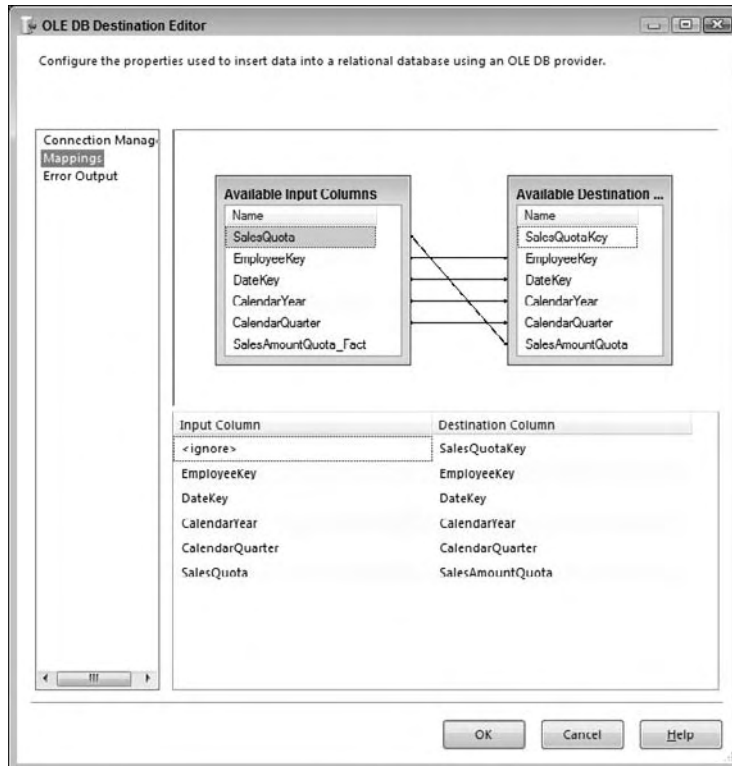 OLE DB Destination Editor
Configure the properties used to insert data into a relational database using an OLE DB provider.
Connection Manag
Mappings
Error Output
Available Input Columns
Name
SalesQuota
EmployeeKey
DateKey
CalendarYear
CalendarQuarter
SalesAmountQuota_Fact
Available Destination ...
Name
SalesQuotaKey
EmployeeKey
DateKey
CalendarYear
CalendarQuarter
SalesAmountQuota
Input Column Destination Column
<ignore> SalesQuotaKey
EmployeeKey EmployeeKey
DateKey DateKey
CalendarYear CalendarYear
CalendarQuarter CalendarQuarter
SalesQuota SalesAmountQuota
OK Cancel Help